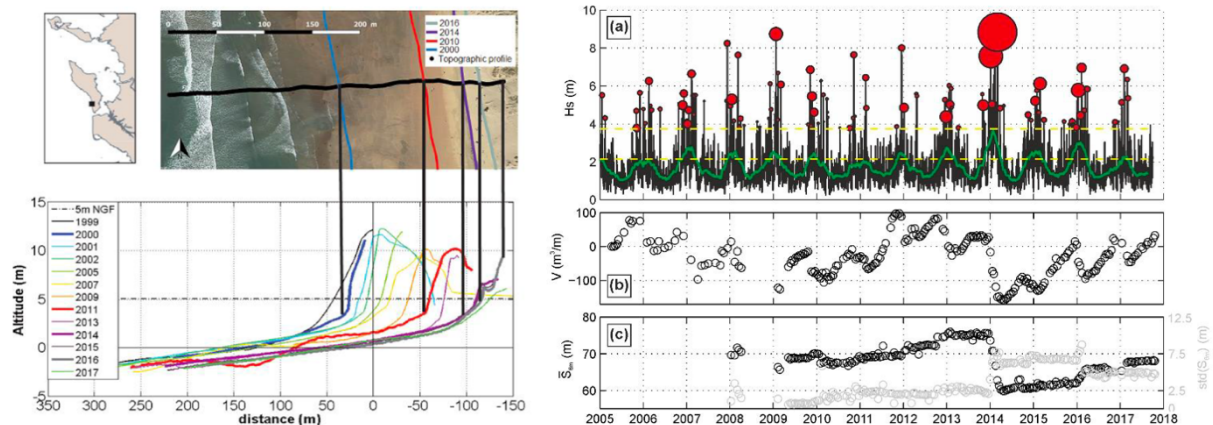 0 50 100 150 200 m
2016
2014
2010
2000
Topographic profile
15
10
5
0
-5
Altitude (m)
5m NGF
1999
2000
2001
2002
2005
2007
2009
2011
2013
2014
2015
2016
2017
350 300 250 200 150 100 50 0 -50 -100 -150
distance (m)
(a)
10
8
6
4
2
0
Hs (m)
(b)
100
0
−100
V (m³/m)
(c)
80
70
60
S̅fm (m)
12.5
7.5
5
2.5
0
std(Sfm) (m)
2005 2006 2007 2008 2009 2010 2011 2012 2013 2014 2015 2016 2017 2018